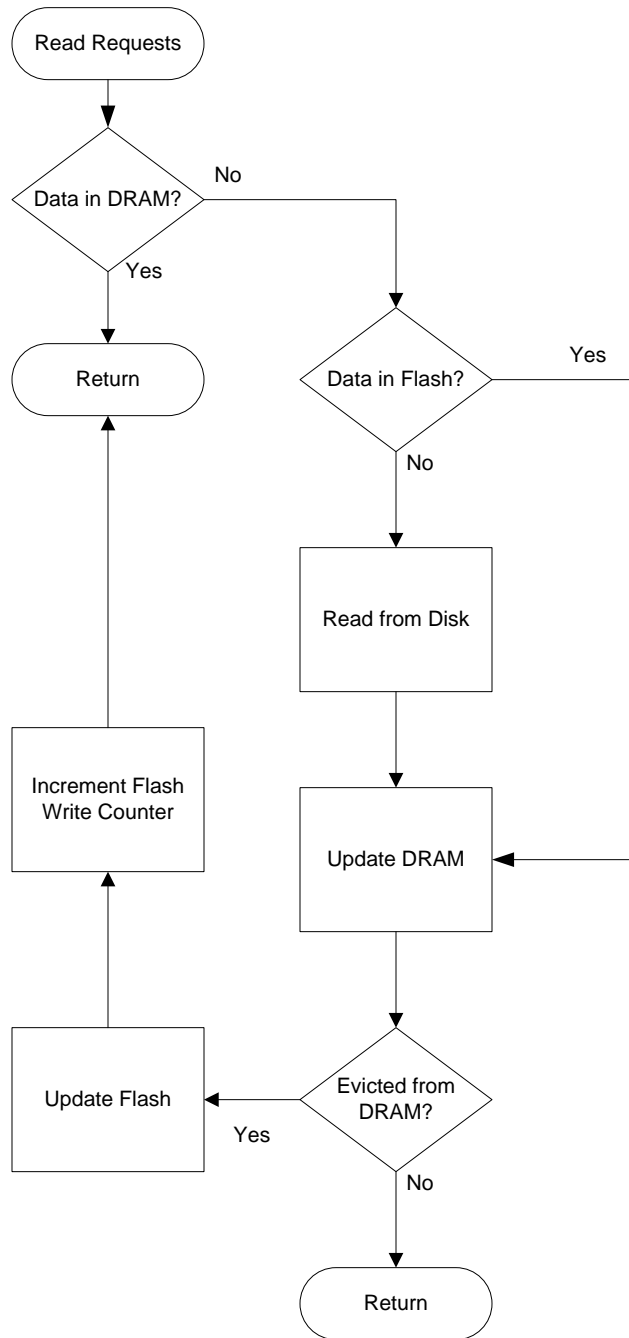 Read Requests
Data in DRAM?
No
Yes
Return
Data in Flash?
Yes
No
Read from Disk
Increment Flash
Write Counter
Update DRAM
Update Flash
Evicted from
DRAM?
Yes
No
Return